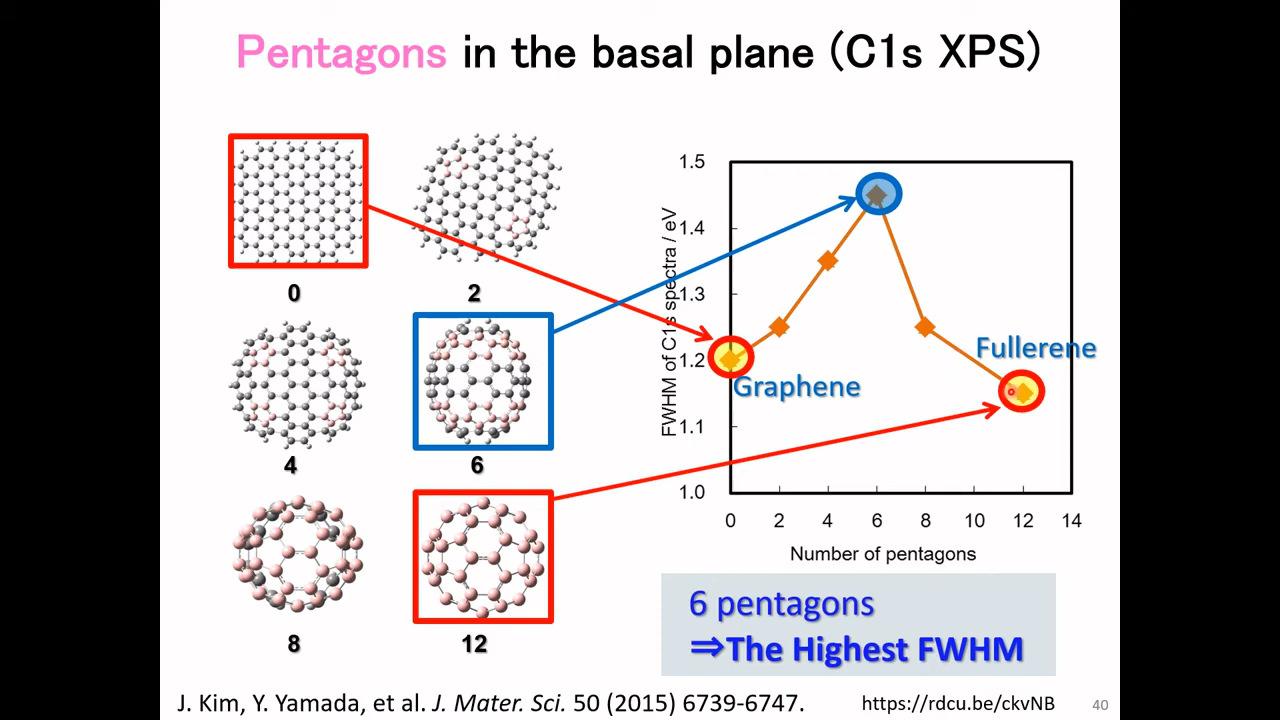 Pentagons in the basal plane (C1s XPS)
0
2
4
6
8
12
FWHM of C1s spectra / eV
1.5
1.4
1.3
1.2
1.1
1.0
Graphene
Fullerene
0 2 4 6 8 10 12 14
Number of pentagons
6 pentagons
⇒The Highest FWHM
J. Kim, Y. Yamada, et al. J. Mater. Sci. 50 (2015) 6739-6747.
https://rdcu.be/ckvNB
40